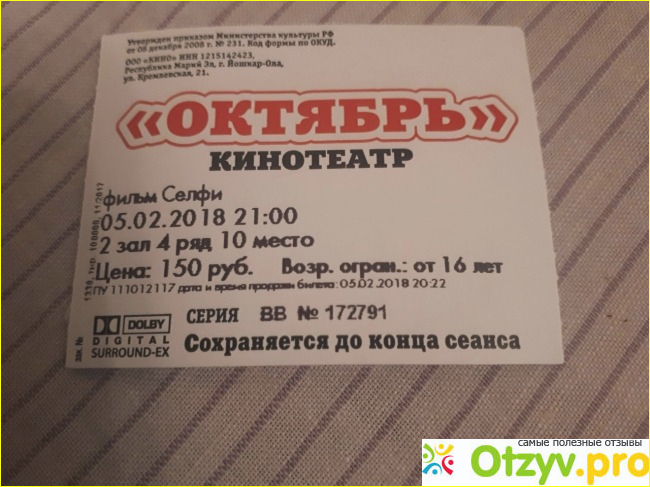 Утвержден приказом Министерства культуры РФ
от 08 декабря 2008 г. № 231. Код формы по ОКУД.
ООО «КИНО» ИНН 1215142423,
Республика Марий Эл, г. Йошкар-Ола,
ул. Кремлевская, 21.
«ОКТЯБРЬ»
КИНОТЕАТР
фильм Селфи
05.02.2018 21:00
2 зал 4 ряд 10 место
Цена: 150 руб. Возр. огран.: от 16 лет
ПУ 111012117 дата и время продажи билета: 05.02.2018 20:22
СЕРИЯ ВВ № 172791
DOLBY
DIGITAL
SURROUND-EX
Сохраняется до конца сеанса
зак. №
самые полезные отзывы
Otzyv.pro